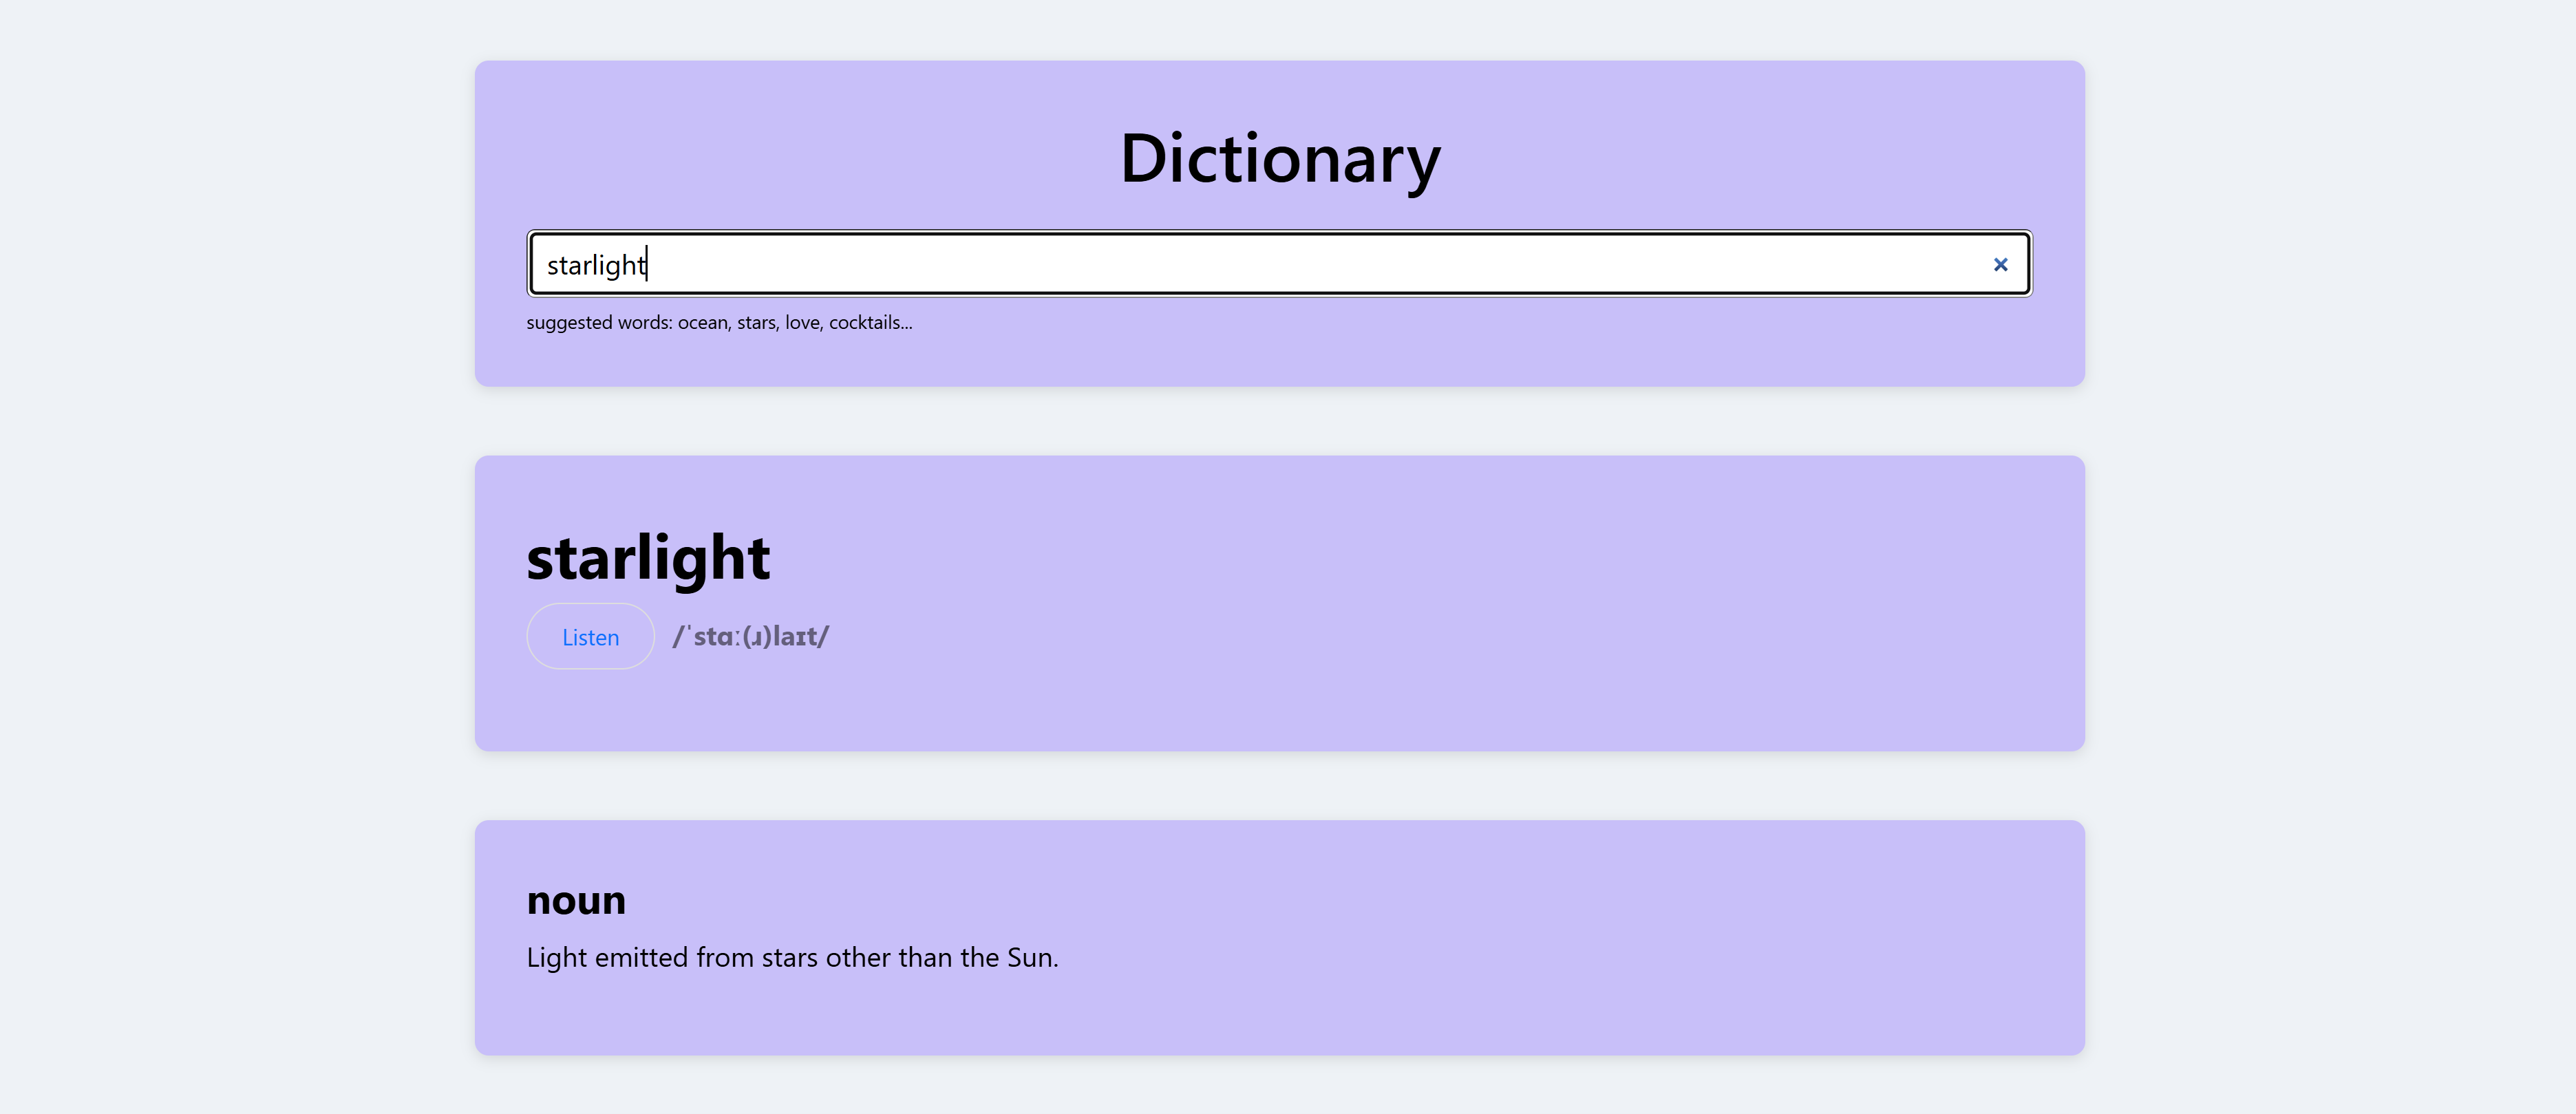 Dictionary
starlight
suggested words: ocean, stars, love, cocktails...
starlight
Listen /ˈstɑː(ɹ)laɪt/
noun
Light emitted from stars other than the Sun.